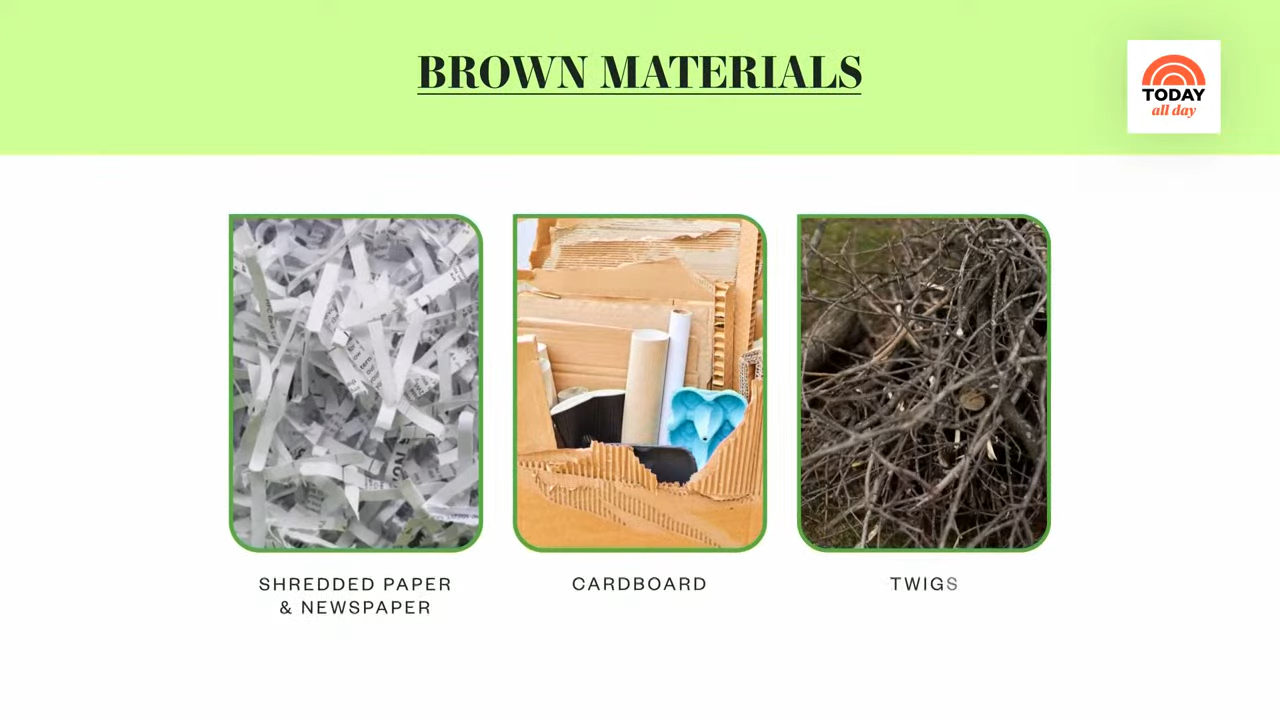 BROWN MATERIALS
TODAY
all day
SHREDDED PAPER
& NEWSPAPER
CARDBOARD
TWIGS